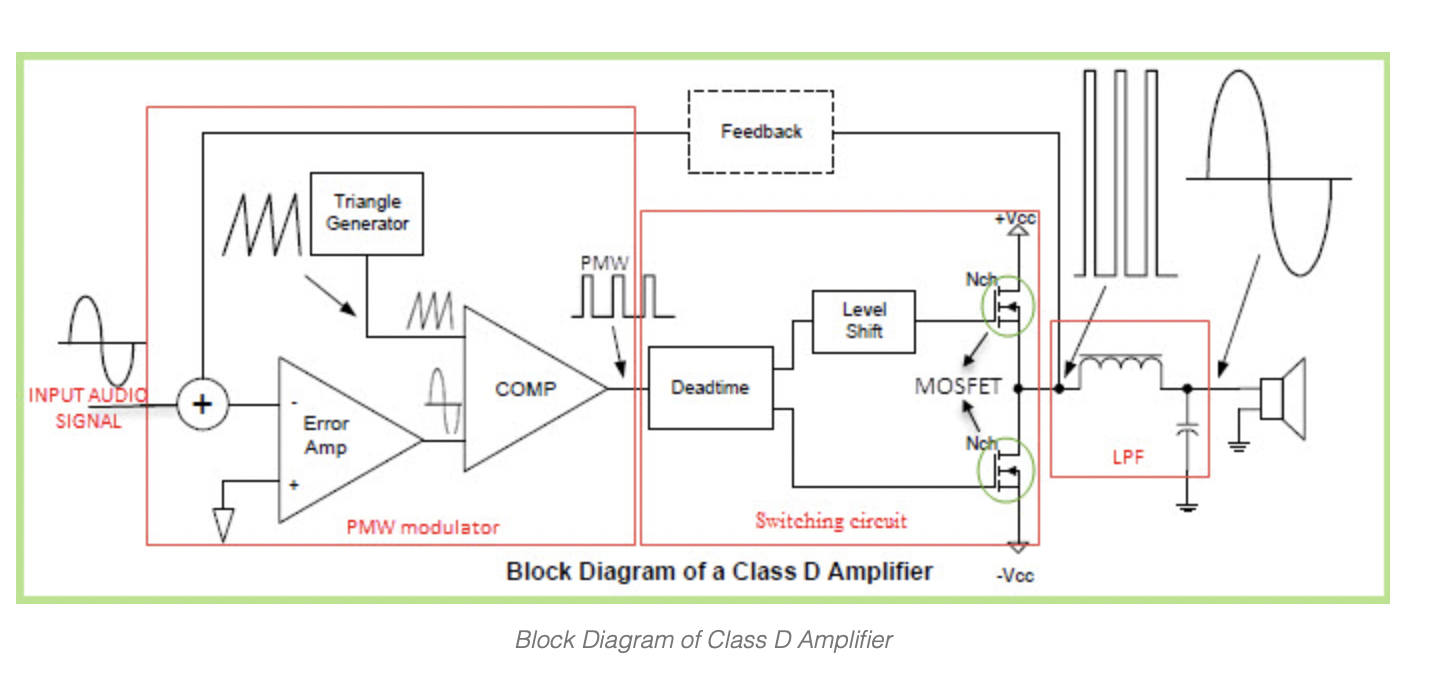 Feedback
Triangle
Generator
+Vcc
PMW
Nch
Level
Shift
COMP
Deadtime
MOSFET
INPUT AUDIO
SIGNAL
+
-
Error
Amp
+
Nch
LPF
PMW modulator
Switching circuit
Block Diagram of a Class D Amplifier
-Vcc
Block Diagram of Class D Amplifier